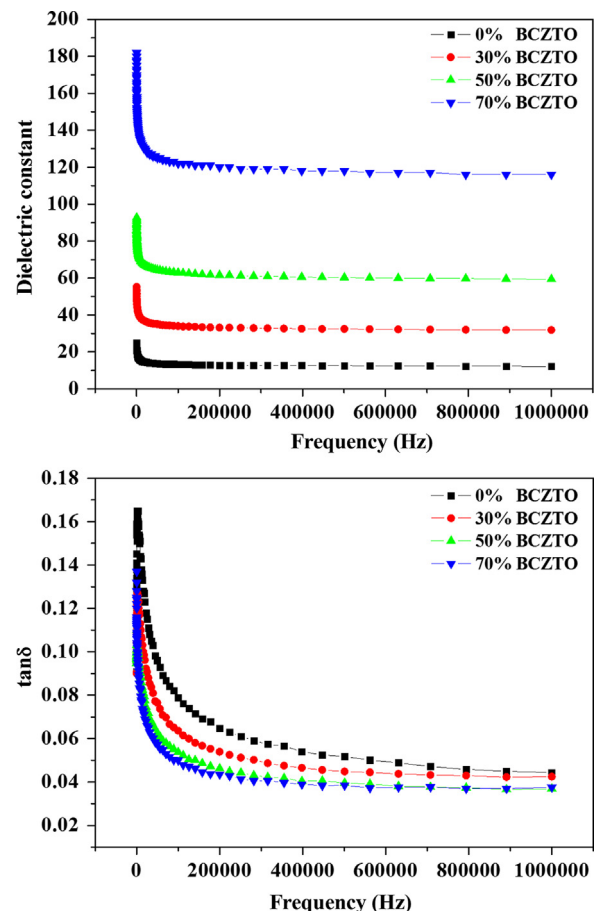 200
180
160
140
120
100
80
60
40
20
0
Dielectric constant
0% BCZTO
30% BCZTO
50% BCZTO
70% BCZTO
0 200000 400000 600000 800000 1000000
Frequency (Hz)
0.18
0.16
0.14
0.12
0.10
0.08
0.06
0.04
0.02
tanδ
0% BCZTO
30% BCZTO
50% BCZTO
70% BCZTO
0 200000 400000 600000 800000 1000000
Frequency (Hz)